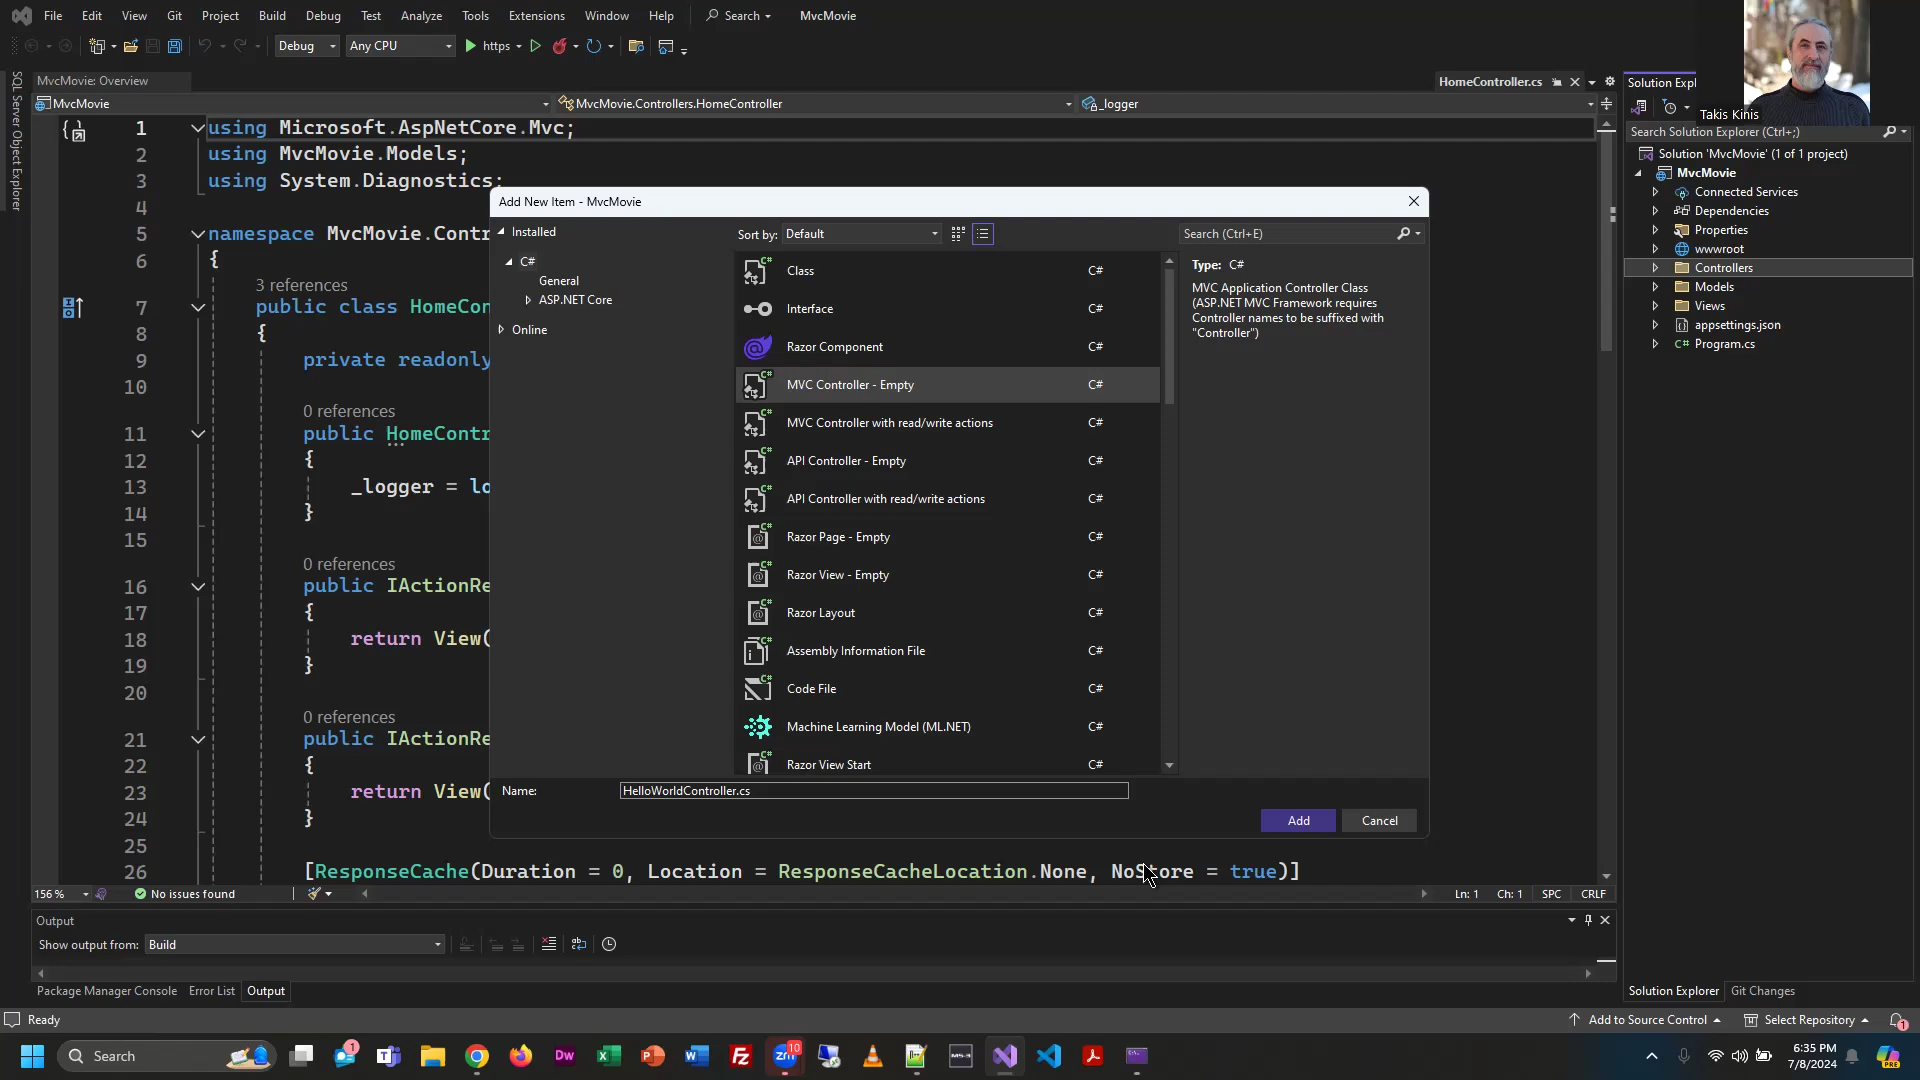 File Edit View Git Project Build Debug Test Analyze Tools Extensions Window Help Search MvcMovie
Debug Any CPU https
SQL Server Object Explorer
MvcMovie: Overview
HomeController.cs
MvcMovie
MvcMovie.Controllers.HomeController
_logger
1 using Microsoft.AspNetCore.Mvc;
2 using MvcMovie.Models;
3 using System.Diagnostics;
4
5 namespace MvcMovie.Contr
6 {
3 references
7 public class HomeCon
8 {
9 private readonly
10
0 references
11 public HomeContr
12 {
13 _logger = lo
14 }
15
0 references
16 public IActionRe
17 {
18 return View(
19 }
20
0 references
21 public IActionRe
22 {
23 return View(
24 }
25
26 [ResponseCache(Duration = 0, Location = ResponseCacheLocation.None, NoStore = true)]
Add New Item - MvcMovie
Installed
C#
General
ASP.NET Core
Online
Sort by: Default
Search (Ctrl+E)
Class C#
Interface C#
Razor Component C#
MVC Controller - Empty C#
MVC Controller with read/write actions C#
API Controller - Empty C#
API Controller with read/write actions C#
Razor Page - Empty C#
Razor View - Empty C#
Razor Layout C#
Assembly Information File C#
Code File C#
Machine Learning Model (ML.NET) C#
Razor View Start C#
Type: C#
MVC Application Controller Class
(ASP.NET MVC Framework requires
Controller names to be suffixed with
"Controller")
Name: HelloWorldController.cs
Add Cancel
156 % No issues found Ln: 1 Ch: 1 SPC CRLF
Output
Show output from: Build
Package Manager Console Error List Output
Solution Expl
Takis Kinis
Search Solution Explorer (Ctrl+;)
Solution 'MvcMovie' (1 of 1 project)
MvcMovie
Connected Services
Dependencies
Properties
wwwroot
Controllers
Models
Views
appsettings.json
C# Program.cs
Solution Explorer Git Changes
Ready Add to Source Control Select Repository 1
Search 1 10 6:35 PM
7/8/2024